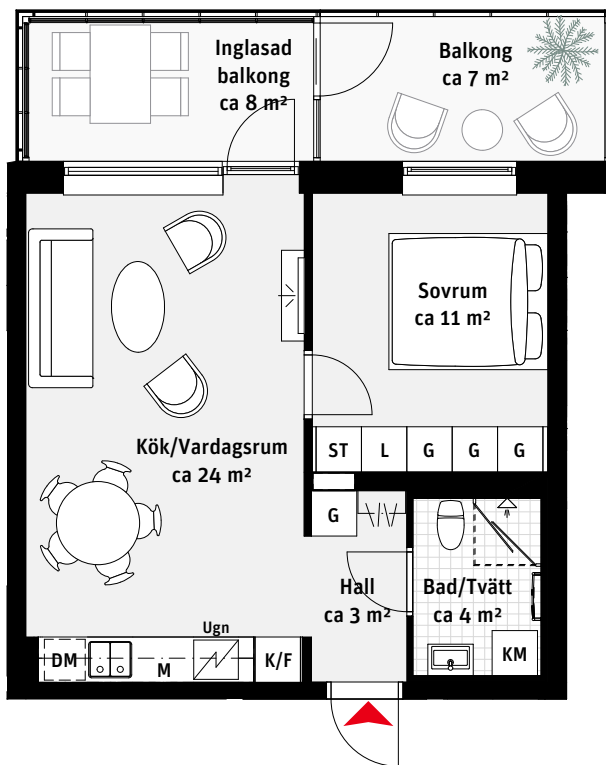 Inglasad
balkong
ca 8 m²
Balkong
ca 7 m²
Sovrum
ca 11 m²
Kök/Vardagsrum
ca 24 m²
ST L G G G
G
Hall
ca 3 m²
Bad/Tvätt
ca 4 m²
Ugn
DM
M
K/F
KM